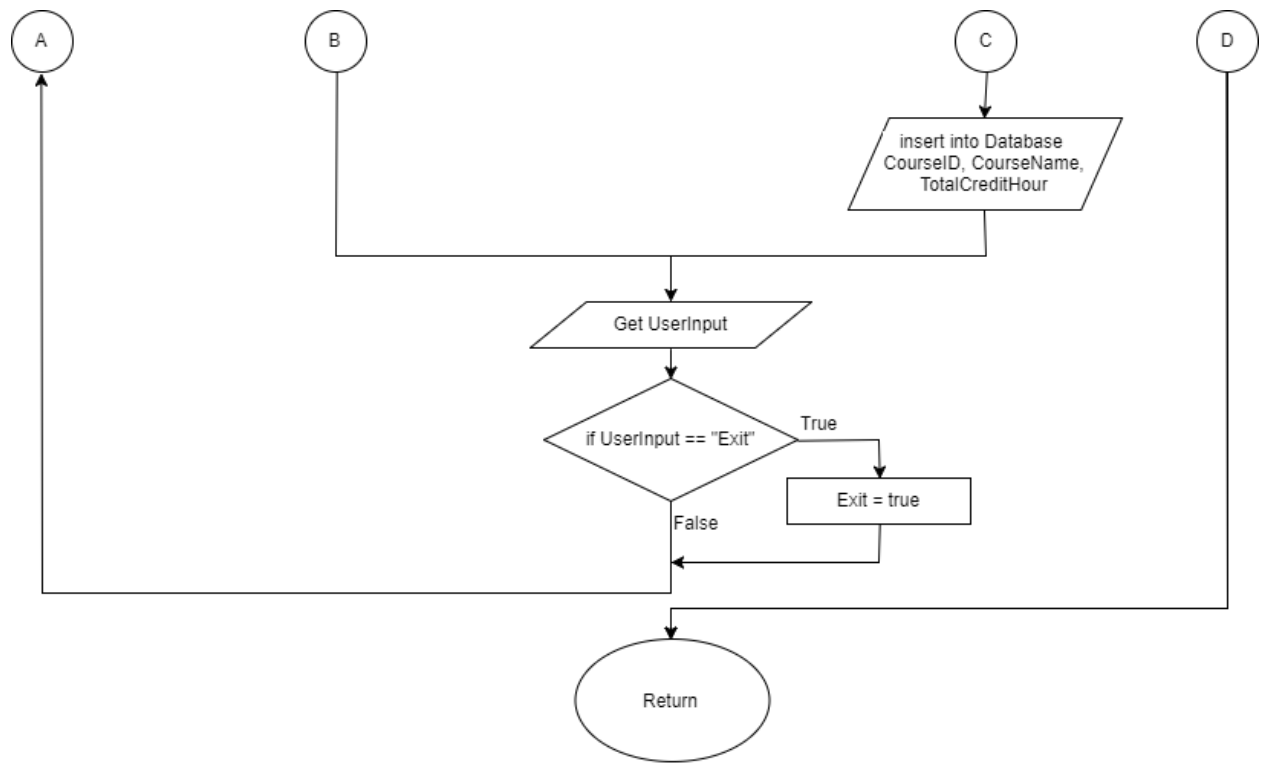 A
B
C
D
insert into Database
CourseID, CourseName,
TotalCreditHour
Get UserInput
if UserInput == "Exit"
True
Exit = true
False
Return